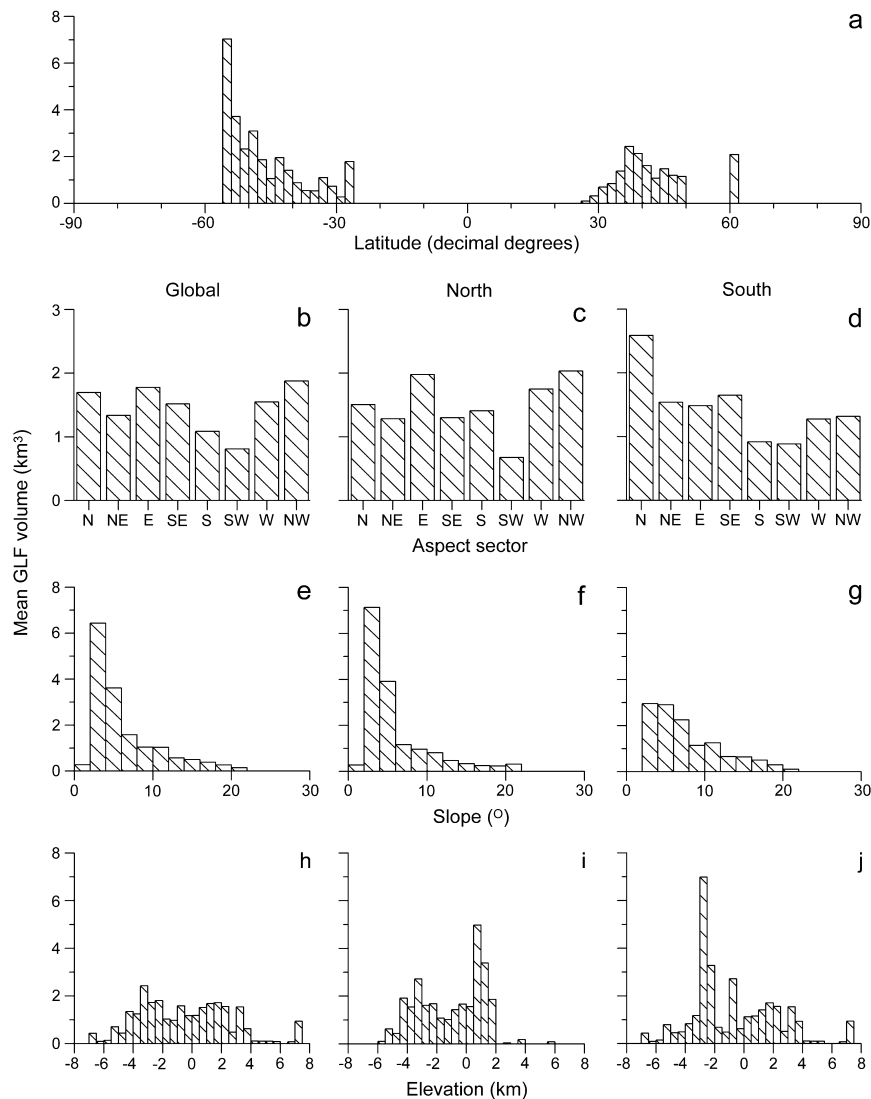 a
8
6
4
2
0
-90 -60 -30 0 30 60 90
Latitude (decimal degrees)
Global North South
b c d
3
2
1
0
N NE E SE S SW W NW N NE E SE S SW W NW N NE E SE S SW W NW
Aspect sector
Mean GLF volume (km³)
e f g
8
6
4
2
0
0 10 20 30 0 10 20 30 0 10 20 30
Slope (°)
h i j
8
6
4
2
0
-8 -6 -4 -2 0 2 4 6 8 -8 -6 -4 -2 0 2 4 6 8 -8 -6 -4 -2 0 2 4 6 8
Elevation (km)